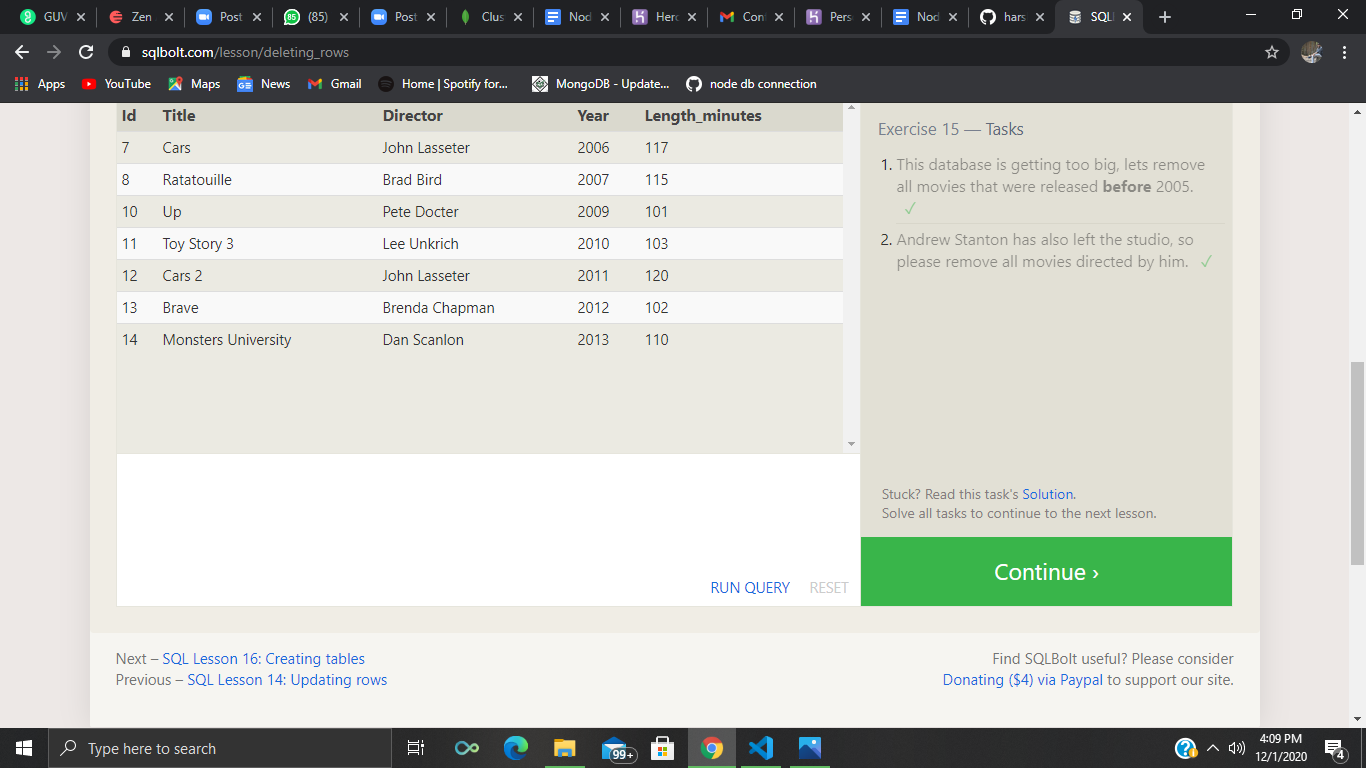 GUV
Zen
Post
85 (85)
Post
Clus
Nod
Herc
Cont
Pers
Nod
hars
SQL
sqlbolt.com/lesson/deleting_rows
Apps YouTube Maps News Gmail Home | Spotify for... MongoDB - Update... node db connection
Id Title Director Year Length_minutes
7 Cars John Lasseter 2006 117
8 Ratatouille Brad Bird 2007 115
10 Up Pete Docter 2009 101
11 Toy Story 3 Lee Unkrich 2010 103
12 Cars 2 John Lasseter 2011 120
13 Brave Brenda Chapman 2012 102
14 Monsters University Dan Scanlon 2013 110
RUN QUERY RESET
Exercise 15 — Tasks
1. This database is getting too big, lets remove
all movies that were released before 2005.
✓
2. Andrew Stanton has also left the studio, so
please remove all movies directed by him. ✓
Stuck? Read this task's Solution.
Solve all tasks to continue to the next lesson.
Continue ›
Next – SQL Lesson 16: Creating tables
Previous – SQL Lesson 14: Updating rows
Find SQLBolt useful? Please consider
Donating ($4) via Paypal to support our site.
Type here to search
99+
4:09 PM
12/1/2020
4